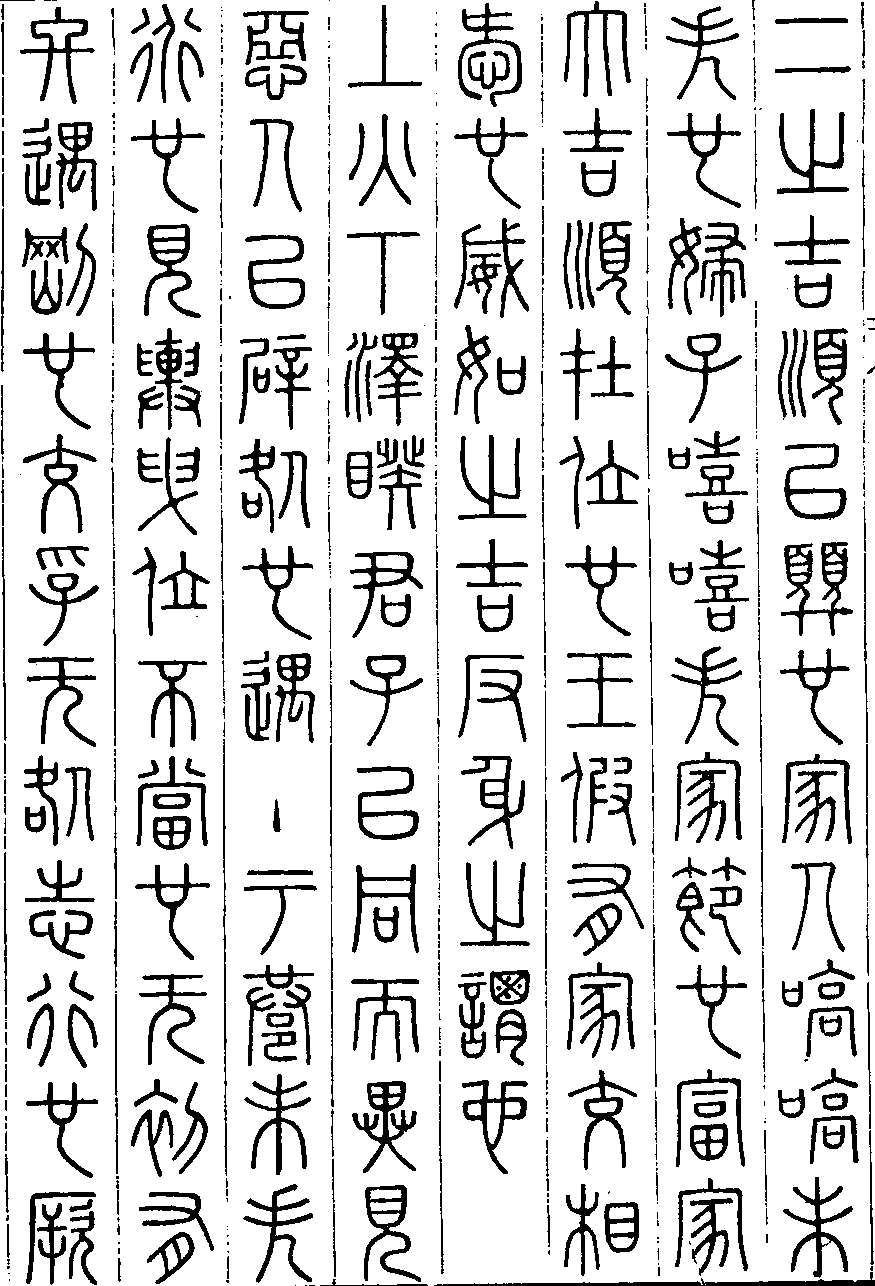 二之吉順以巽也家人嗃嗃未
失也婦子嘻嘻失家節也富家
大吉順在位也王假有家交相
愛也威如之吉反身之謂也
上火下澤睽君子以同而異見
惡人以辟咎也遇主于巷未失
道也見輿曳位不當也无初有
終遇剛也交孚无咎志行也厥